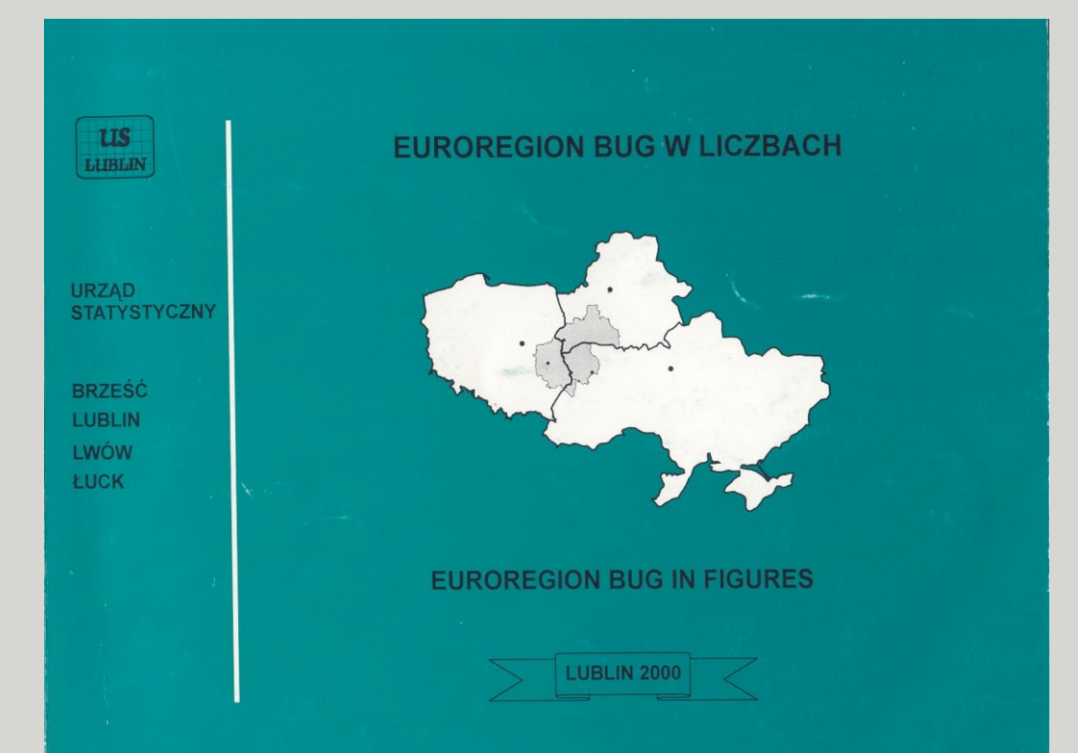 US
LUBLIN
URZĄD
STATYSTYCZNY
BRZEŚĆ
LUBLIN
LWÓW
ŁUCK
EUROREGION BUG W LICZBACH
EUROREGION BUG IN FIGURES
LUBLIN 2000